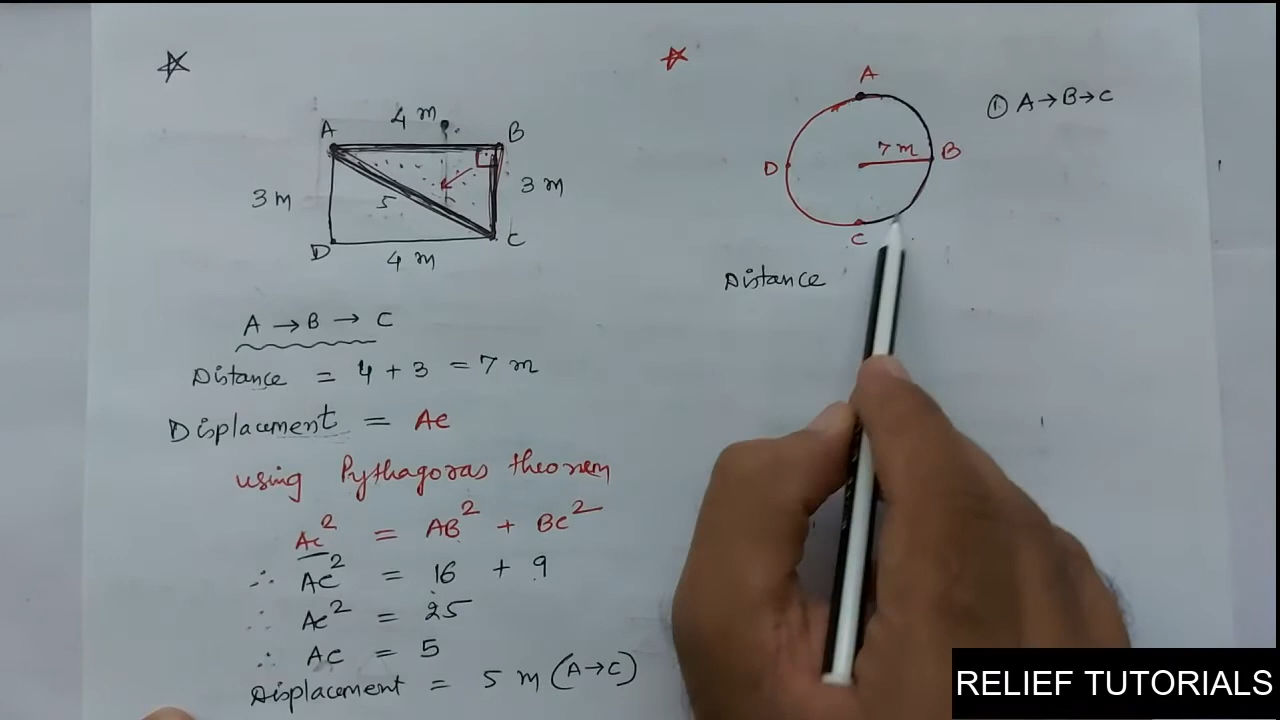 ☆
4 m
A
B
3 m
5
3 m
D
C
4 m
A → B → C
Distance = 4 + 3 = 7 m
Displacement = AC
using Pythagoras theorem
AC² = AB² + BC²
∴ AC² = 16 + 9
∴ AC² = 25
∴ AC = 5
Displacement = 5 m (A→C)
☆
A
① A→B→C
7 m
B
D
C
Distance
RELIEF TUTORIALS